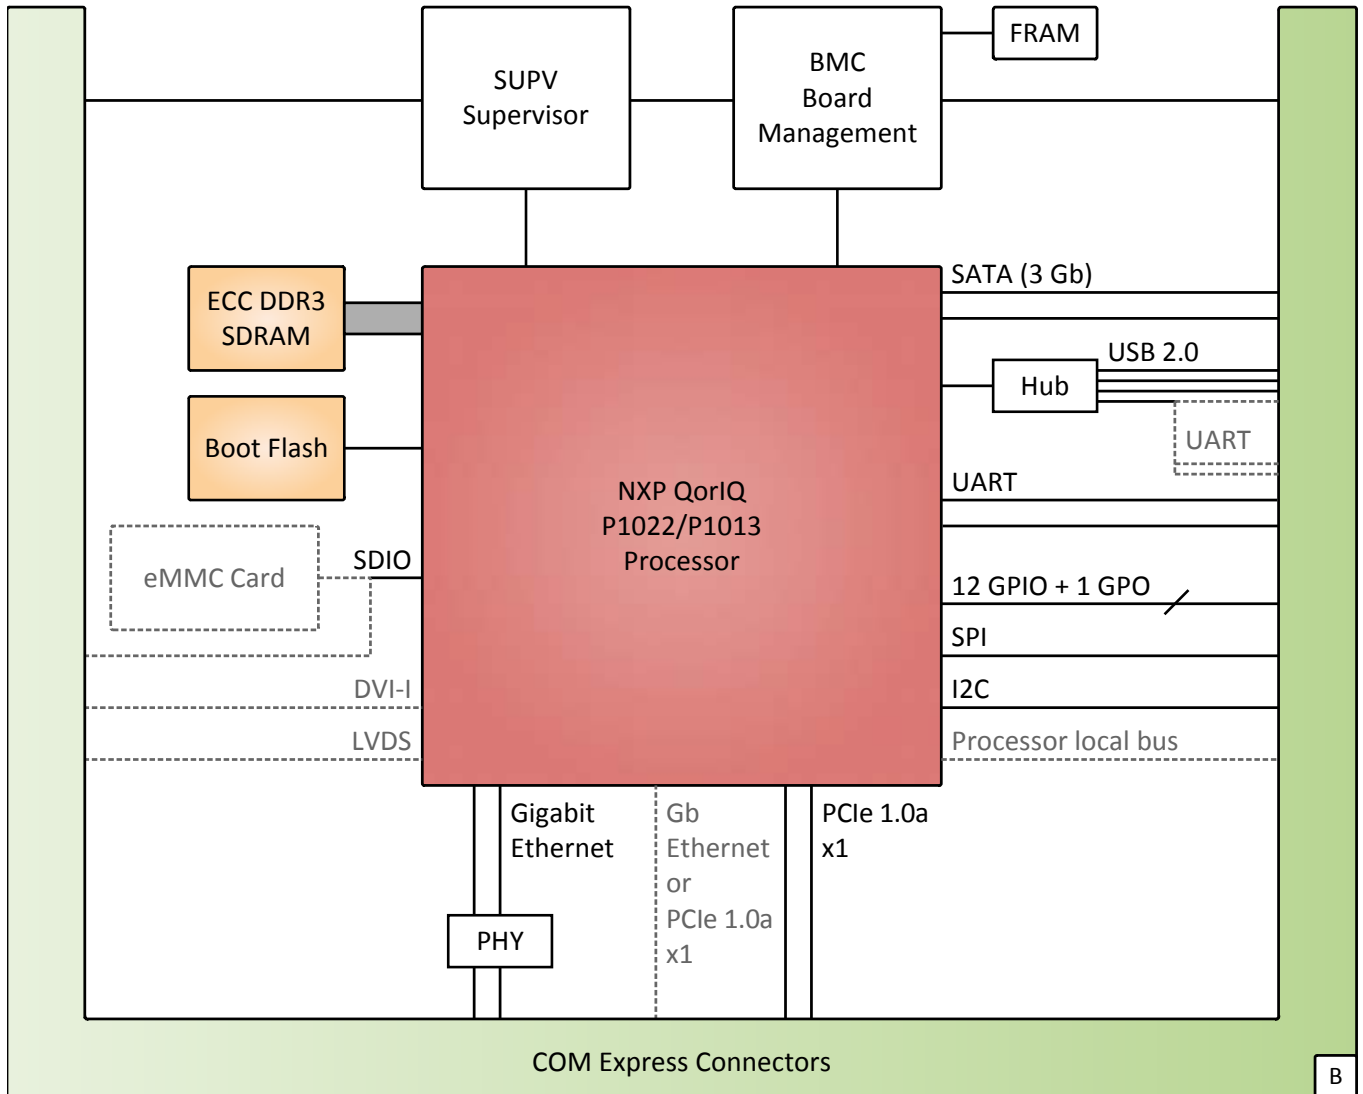 SUPV
Supervisor
BMC
Board
Management
FRAM
ECC DDR3
SDRAM
Boot Flash
eMMC Card
SDIO
DVI-I
LVDS
NXP QorIQ
P1022/P1013
Processor
SATA (3 Gb)
USB 2.0
Hub
UART
UART
12 GPIO + 1 GPO
SPI
I2C
Processor local bus
Gigabit
Ethernet
PHY
Gb
Ethernet
or
PCIe 1.0a
x1
PCIe 1.0a
x1
COM Express Connectors
B